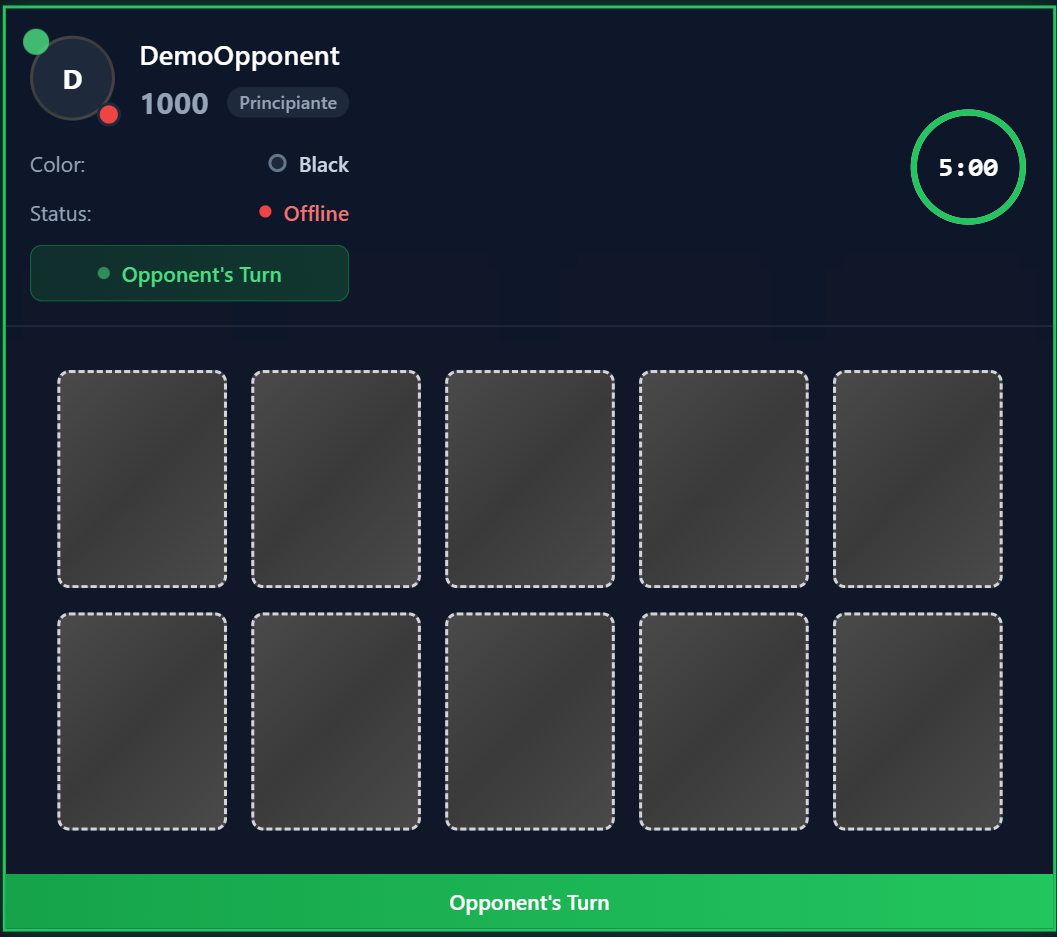 D
DemoOpponent
1000 Principiante
Color: Black
Status: Offline
Opponent's Turn
5:00
Opponent's Turn